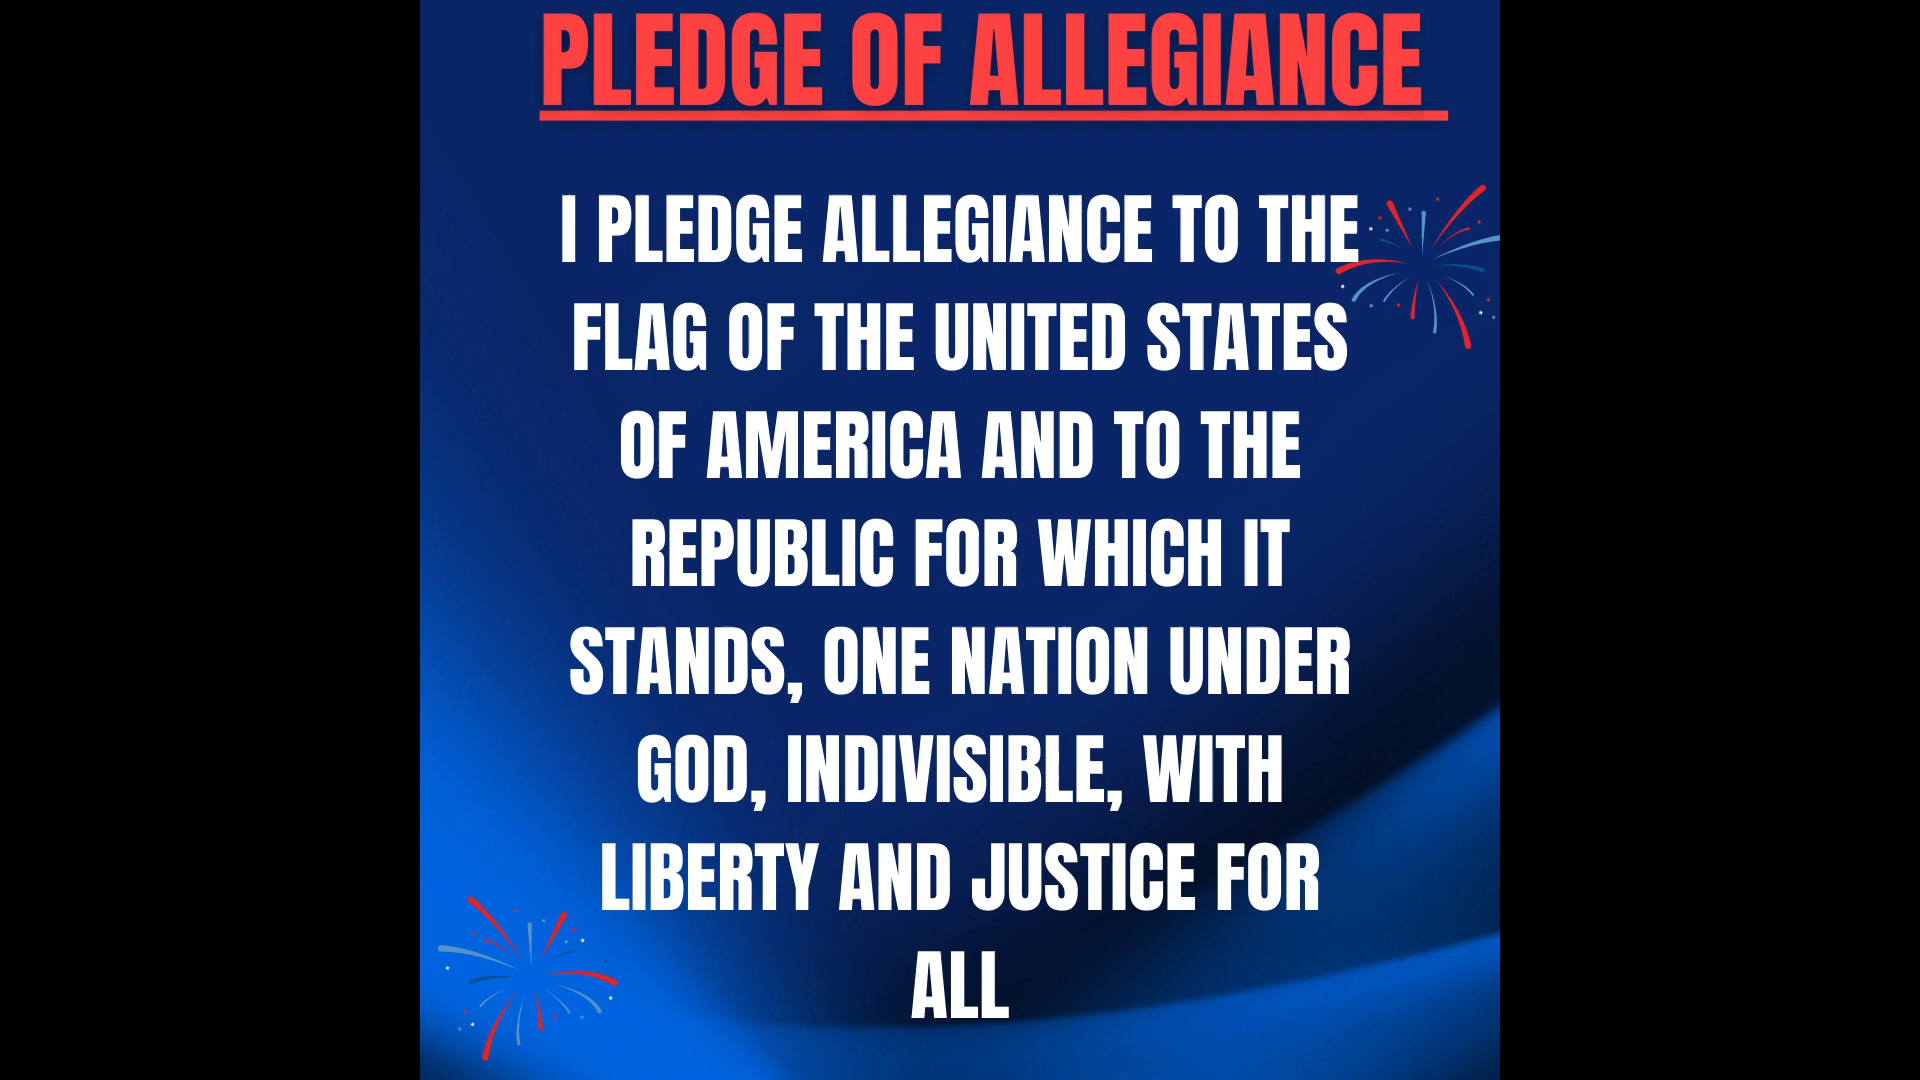 PLEDGE OF ALLEGIANCE
I PLEDGE ALLEGIANCE TO THE
FLAG OF THE UNITED STATES
OF AMERICA AND TO THE
REPUBLIC FOR WHICH IT
STANDS, ONE NATION UNDER
GOD, INDIVISIBLE, WITH
LIBERTY AND JUSTICE FOR
ALL